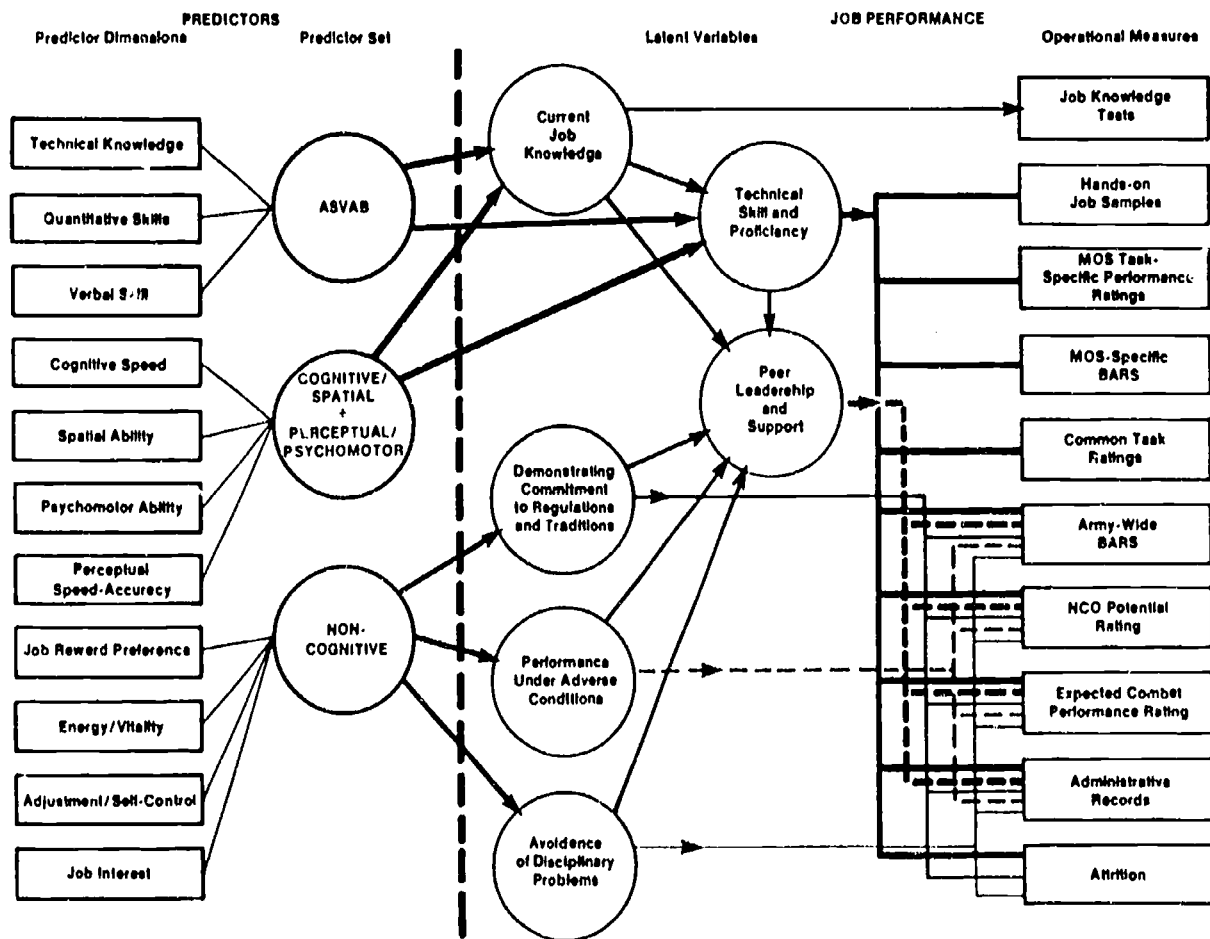 PREDICTORS
JOB PERFORMANCE
Predictor Dimensions
Predictor Set
Latent Variables
Operational Measures
Technical Knowledge
Quantitative Skills
Verbal
Cognitive Speed
Spatial Ability
Psychomotor Ability
Perceptual
Speed-Accuracy
Job Reward Preference
Energy/Vitality
Adjustment/Self-Control
Job Interest
ASVAB
COGNITIVE/
SPATIAL
+
PERCEPTUAL/
PSYCHOMOTOR
NON-
COGNITIVE
Current
Job
Knowledge
Technical
Skill and
Proficiency
Peer
Leadership
and
Support
Demonstrating
Commitment
to Regulations
and Traditions
Performance
Under Adverse
Conditions
Avoidence
of Disciplinary
Problems
Job Knowledge
Tests
Hands-on
Job Samples
MOS Task-
Specific Performance
Ratings
MOS-Specific
BARS
Common Task
Ratings
Army-Wide
BARS
NCO Potential
Rating
Expected Combat
Performance Rating
Administrative
Records
Attrition